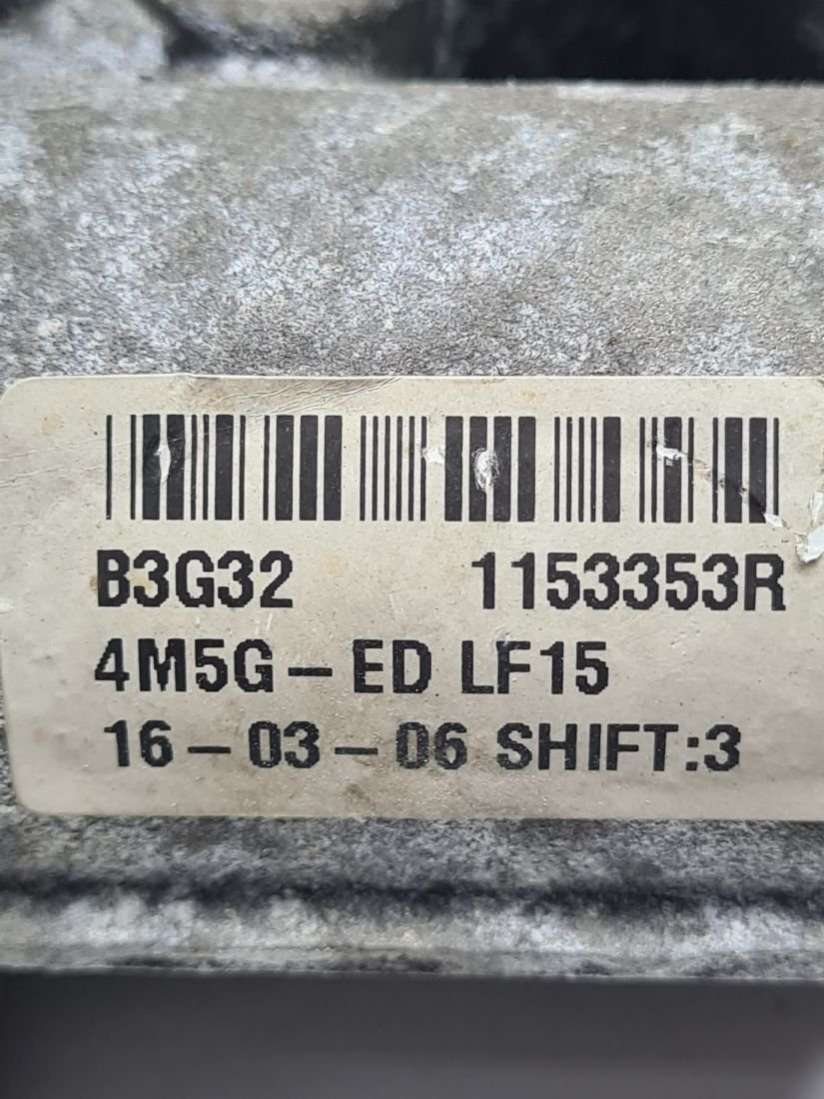 B3G32 1153353R
4M5G-ED LF15
16-03-06 SHIFT:3